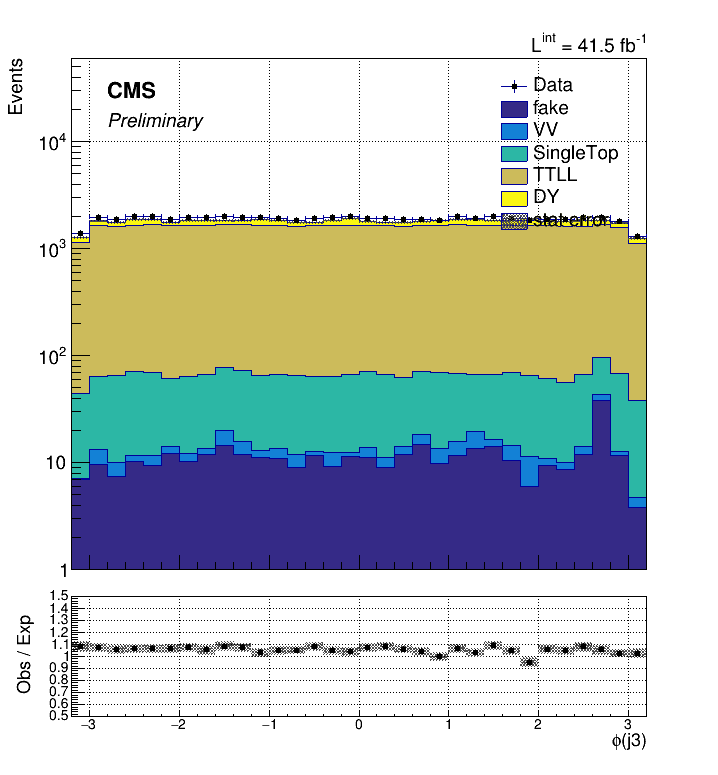 L^int = 41.5 fb^-1
Events
CMS
Preliminary
Data
fake
VV
SingleTop
TTLL
DY
stat error
10^4
10^3
10^2
10
1
Obs / Exp
1.5
1.4
1.3
1.2
1.1
1
0.9
0.8
0.7
0.6
0.5
−3 −2 −1 0 1 2 3
ϕ(j3)